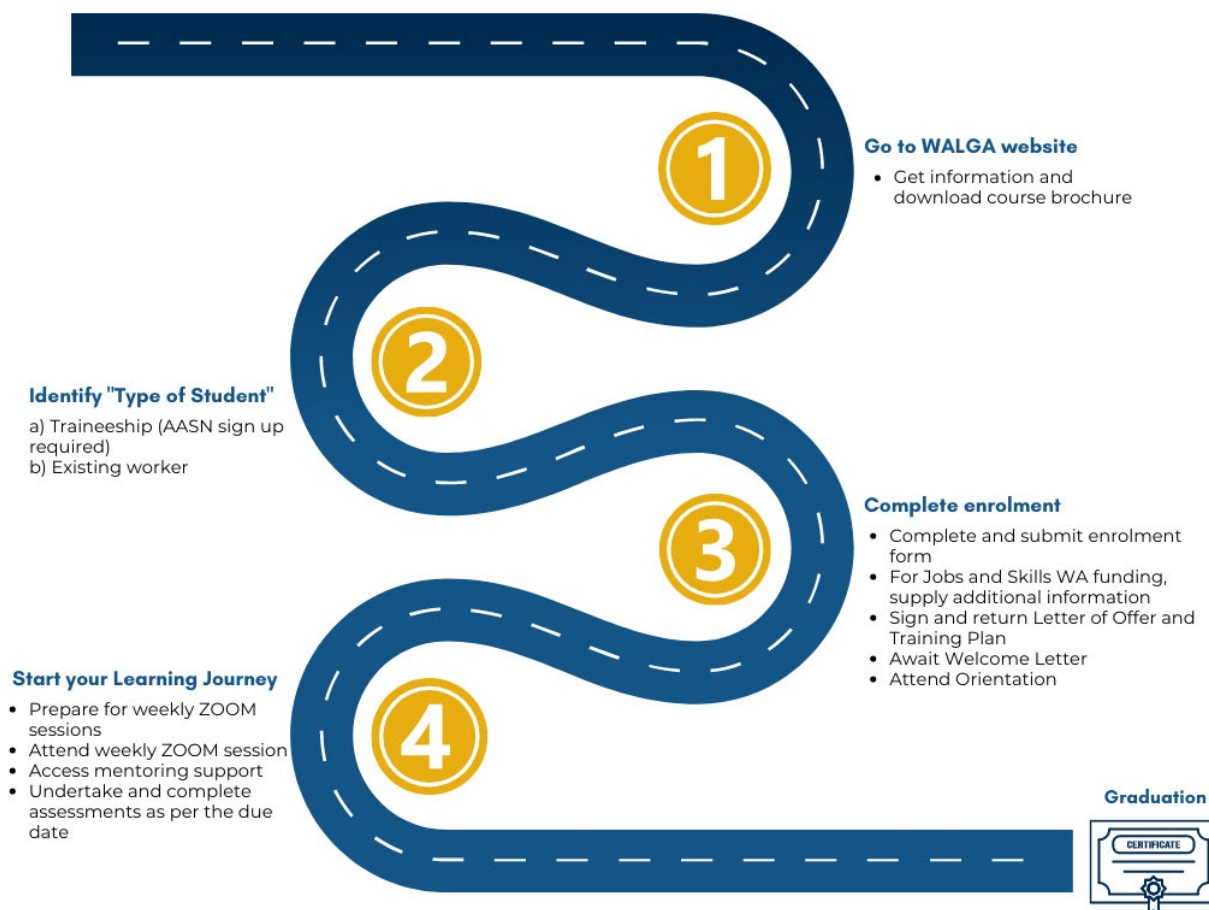 1
Go to WALGA website
• Get information and
download course brochure
2
Identify "Type of Student"
a) Traineeship (AASN sign up
required)
b) Existing worker
3
Complete enrolment
• Complete and submit enrolment
form
• For Jobs and Skills WA funding,
supply additional information
• Sign and return Letter of Offer and
Training Plan
• Await Welcome Letter
• Attend Orientation
4
Start your Learning Journey
• Prepare for weekly ZOOM
sessions
• Attend weekly ZOOM session
• Access mentoring support
• Undertake and complete
assessments as per the due
date
Graduation
CERTIFICATE